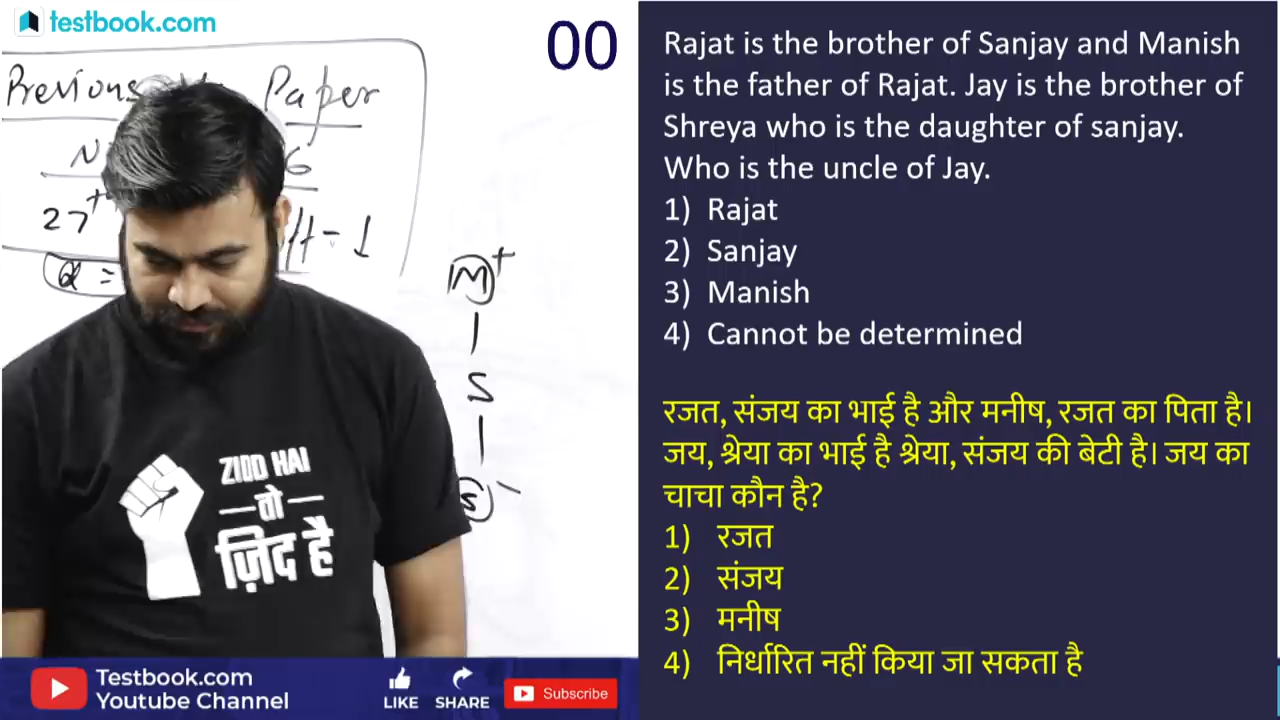 testbook.com
00
Previous
Paper
N
6
27+
H-1
Q =
M+
S
S-
ZIDD HAI
—तो—
ज़िद है
Rajat is the brother of Sanjay and Manish
is the father of Rajat. Jay is the brother of
Shreya who is the daughter of sanjay.
Who is the uncle of Jay.
1) Rajat
2) Sanjay
3) Manish
4) Cannot be determined
रजत, संजय का भाई है और मनीष, रजत का पिता है।
जय, श्रेया का भाई है श्रेया, संजय की बेटी है। जय का
चाचा कौन है?
1) रजत
2) संजय
3) मनीष
4) निर्धारित नहीं किया जा सकता है
Testbook.com
YouTube Channel
LIKE
SHARE
Subscribe